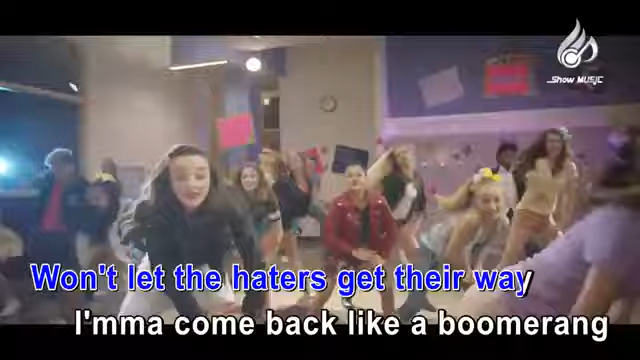 Show MUSIC
Won't let the haters get their way
I'mma come back like a boomerang